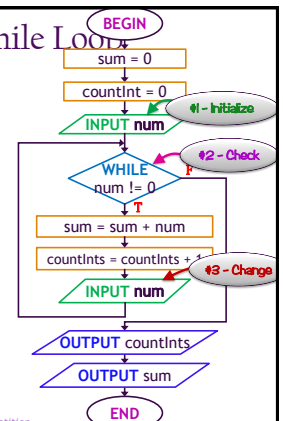 BEGIN
hile Loop
sum = 0
countInt = 0
#1 - Initialize
INPUT num
#2 - Check
WHILE
F
num != 0
T
sum = sum + num
countInts = countInts + 1
#3 - Change
INPUT num
OUTPUT countInts
OUTPUT sum
END